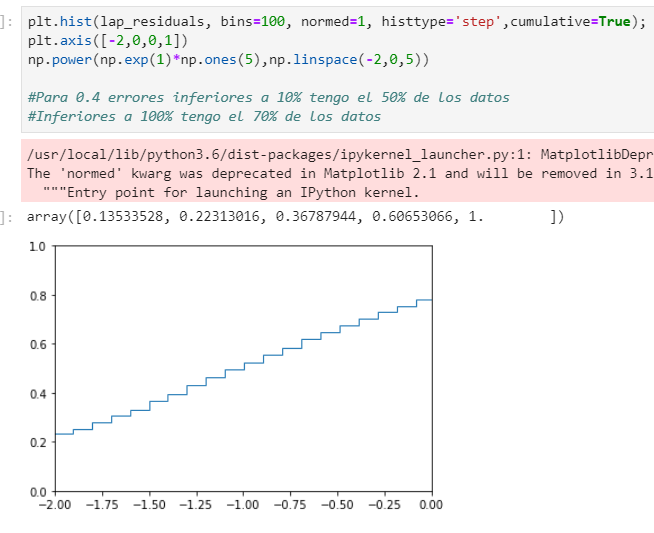 ]: plt.hist(lap_residuals, bins=100, normed=1, histtype='step',cumulative=True);
plt.axis([-2,0,0,1])
np.power(np.exp(1)*np.ones(5),np.linspace(-2,0,5))
#Para 0.4 errores inferiores a 10% tengo el 50% de los datos
#Inferiores a 100% tengo el 70% de los datos
/usr/local/lib/python3.6/dist-packages/ipykernel_launcher.py:1: MatplotlibDepr
The 'normed' kwarg was deprecated in Matplotlib 2.1 and will be removed in 3.1
"""Entry point for launching an IPython kernel.
]: array([0.13533528, 0.22313016, 0.36787944, 0.60653066, 1. ])
1.0
0.8
0.6
0.4
0.2
0.0
−2.00 −1.75 −1.50 −1.25 −1.00 −0.75 −0.50 −0.25 0.00